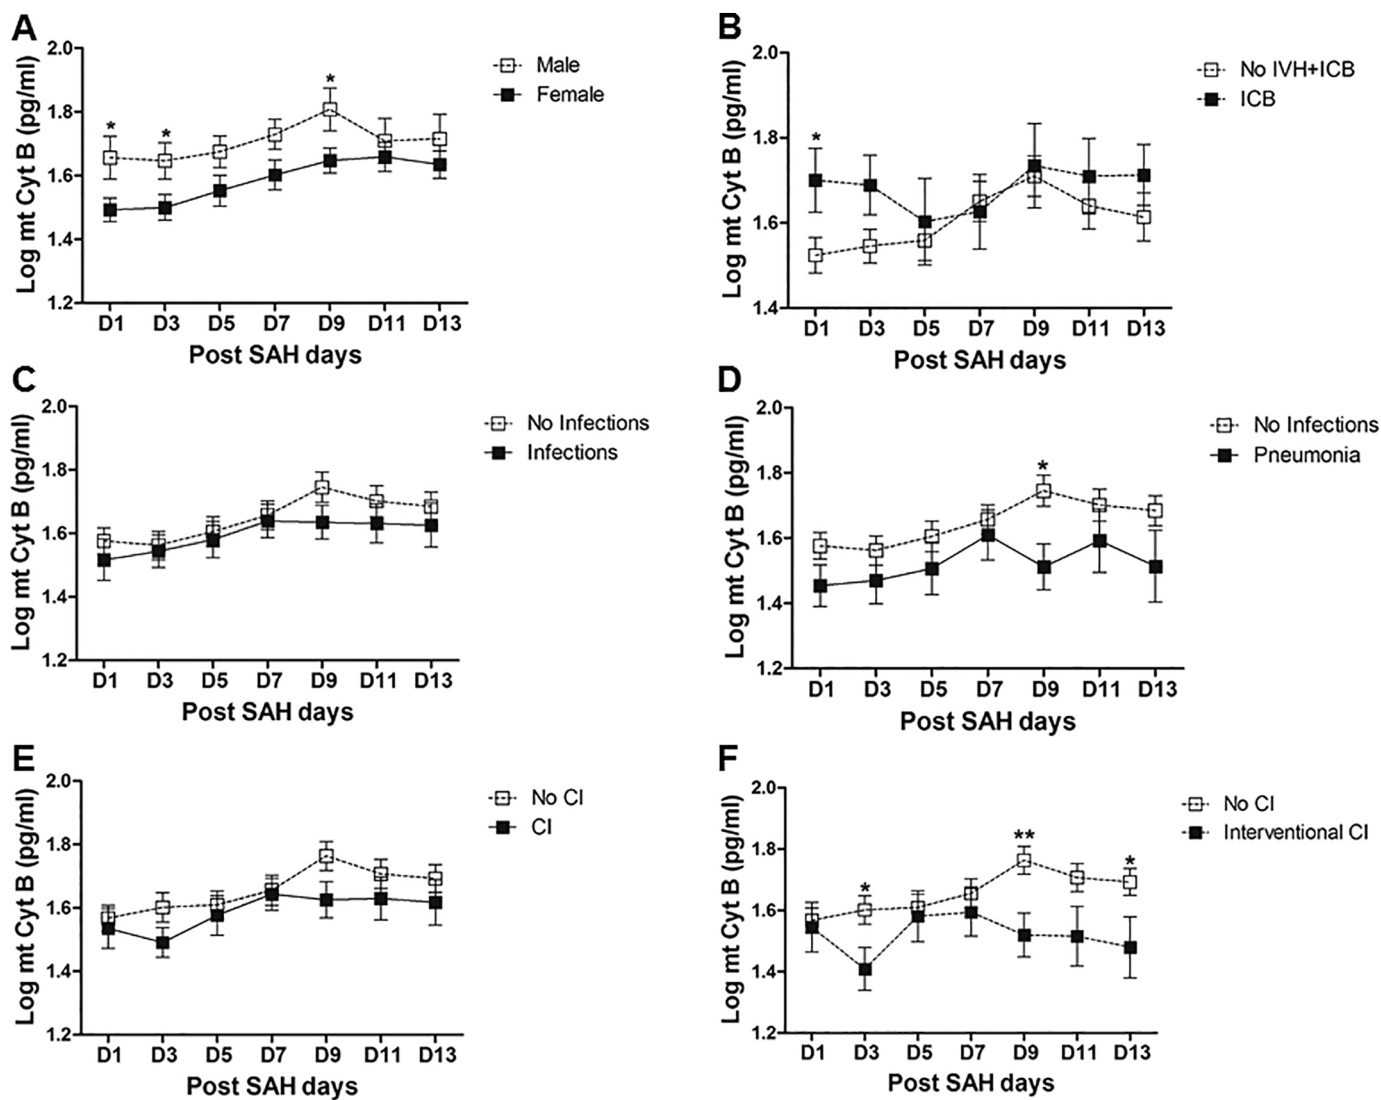 A
Log mt Cyt B (pg/ml)
2.0
1.8
1.6
1.4
1.2
* * *
D1 D3 D5 D7 D9 D11 D13
Post SAH days
Male
Female
B
Log mt Cyt B (pg/ml)
2.0
1.8
1.6
1.4
*
D1 D3 D5 D7 D9 D11 D13
Post SAH days
No IVH+ICB
ICB
C
Log mt Cyt B (pg/ml)
2.0
1.8
1.6
1.4
1.2
D1 D3 D5 D7 D9 D11 D13
Post SAH days
No Infections
Infections
D
Log mt Cyt B (pg/ml)
2.0
1.8
1.6
1.4
1.2
*
D1 D3 D5 D7 D9 D11 D13
Post SAH days
No Infections
Pneumonia
E
Log mt Cyt B (pg/ml)
2.0
1.8
1.6
1.4
1.2
D1 D3 D5 D7 D9 D11 D13
Post SAH days
No CI
CI
F
Log mt Cyt B (pg/ml)
2.0
1.8
1.6
1.4
1.2
* ** *
D1 D3 D5 D7 D9 D11 D13
Post SAH days
No CI
Interventional CI